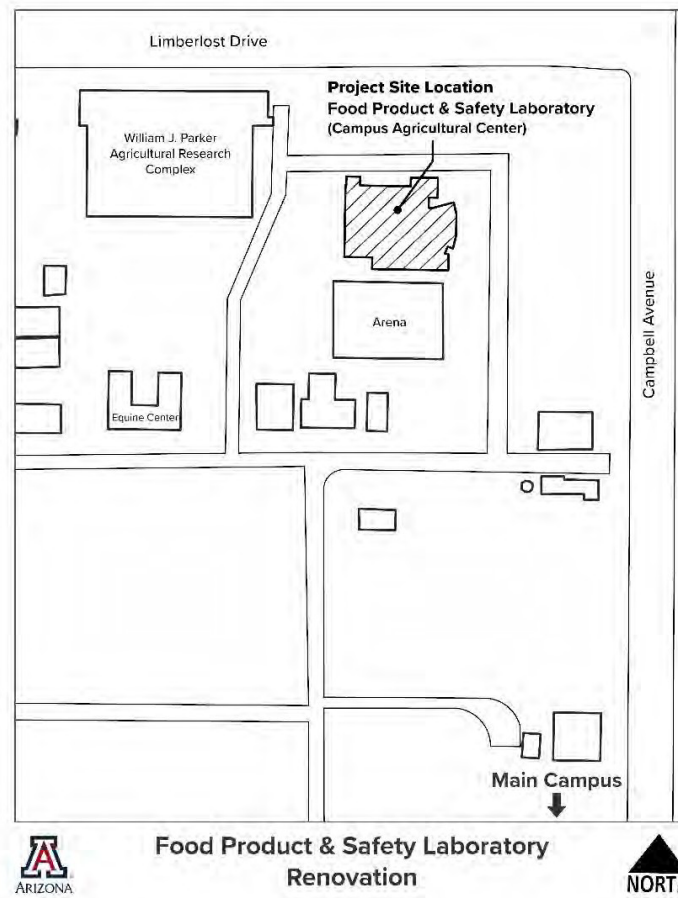 Limberlost Drive
Project Site Location
Food Product & Safety Laboratory
(Campus Agricultural Center)
William J. Parker
Agricultural Research
Complex
Arena
Campbell Avenue
Equine Center
Main Campus
Food Product & Safety Laboratory
Renovation
A
ARIZONA
NORT